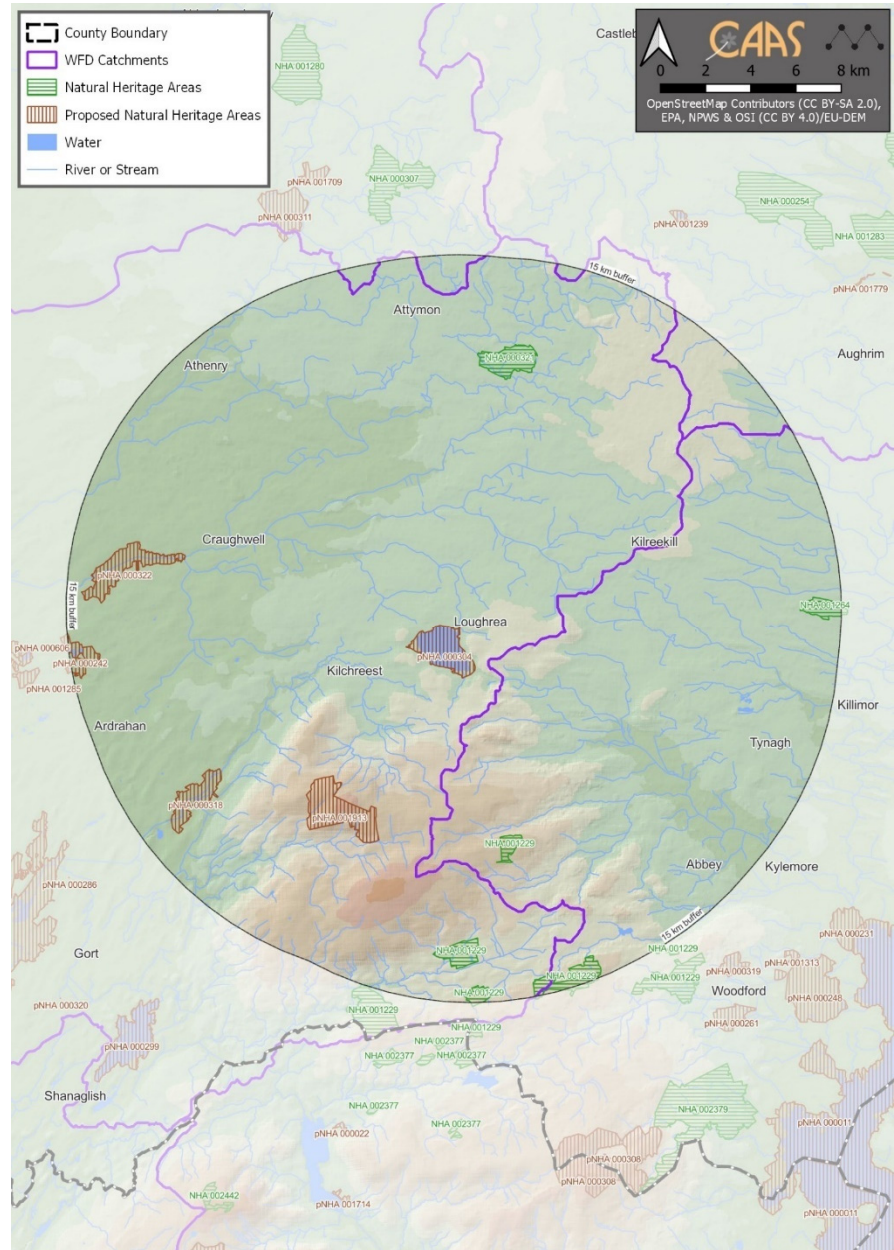 County Boundary
WFD Catchments
Natural Heritage Areas
Proposed Natural Heritage Areas
Water
River or Stream
CAAS
0 2 4 6 8 km
OpenStreetMap Contributors (CC BY-SA 2.0),
EPA, NPWS & OSI (CC BY 4.0)/EU-DEM
NHA 001280
pNHA 001709
NHA 000307
pNHA 000311
NHA 000254
pNHA 001239
NHA 001283
pNHA 001779
15 km buffer
Attymon
Athenry
NHA 000323
Aughrim
Craughwell
Kilreekill
pNHA 000322
15 km buffer
NHA 001264
Loughrea
pNHA 000304
pNHA 000606
pNHA 000242
pNHA 001285
Kilchreest
Ardrahan
Killimor
Tynagh
pNHA 000318
pNHA 001913
NHA 001229
Abbey
Kylemore
pNHA 000286
15 km buffer
pNHA 000231
Gort
NHA 001229
NHA 001229
NHA 001229
pNHA 000319
pNHA 001313
NHA 001229
NHA 001229
Woodford
pNHA 000248
pNHA 000320
NHA 001229
pNHA 000261
NHA 001229
pNHA 000299
NHA 002377
NHA 002377
NHA 002377
Shanaglish
NHA 002377
NHA 002379
NHA 002377
pNHA 000022
pNHA 000011
pNHA 000308
pNHA 000308
NHA 002442
pNHA 001714
pNHA 000011